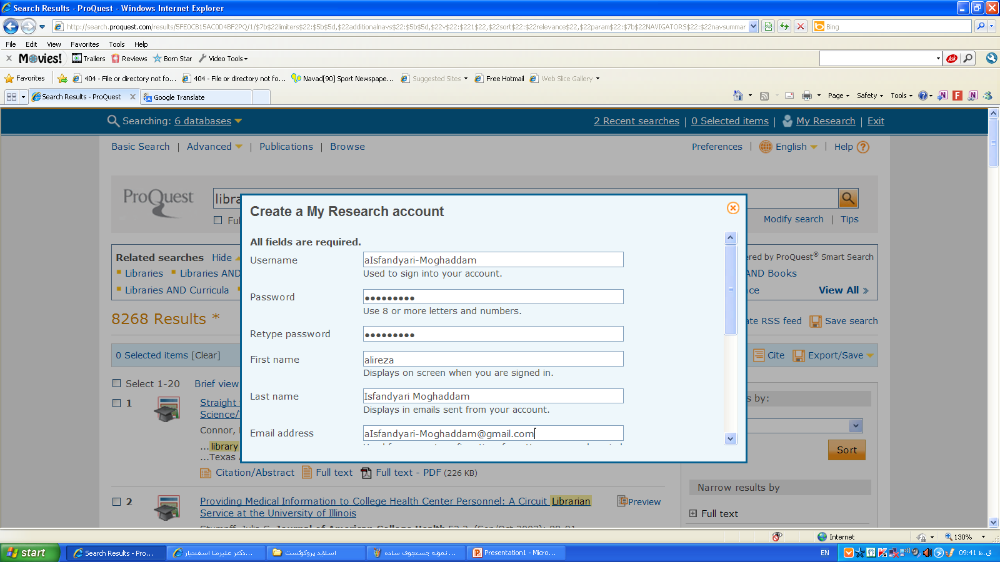 Search Results - ProQuest - Windows Internet Explorer
http://search.proquest.com/results/5FE0CB15AC0D4BF2PQ/1/$7b$22limiters$22:$5b$5d,$22additionalnavs$22:$5b$5d,$22v$22:$221$22,$22sort$22:$22relevance$22,$22param$22:$7b$22NAVIGATORS$22:$22navsummar
Bing
File Edit View Favorites Tools Help
x Movies! Trailers Reviews Born Star Video Tools
Ask
Favorites 404 - File or directory not fo... 404 - File or directory not fo... Navad[90] Sport Newspape... Suggested Sites Free Hotmail Web Slice Gallery
Search Results - ProQuest X Google Translate
Page Safety Tools
Searching: 6 databases 2 Recent searches | 0 Selected items | My Research | Exit
Basic Search | Advanced | Publications | Browse Preferences | English | Help ?
ProQuest libra
Ful Modify search | Tips
Create a My Research account
All fields are required.
Username aIsfandyari-Moghaddam
Used to sign into your account.
Password ●●●●●●●●●
Use 8 or more letters and numbers.
Retype password ●●●●●●●●●
First name alireza
Displays on screen when you are signed in.
Last name Isfandyari Moghaddam
Displays in emails sent from your account.
Email address aIsfandyari-Moghaddam@gmail.com
Related searches Hide ered by ProQuest® Smart Search
Libraries Libraries AND AND Books
Libraries AND Curricula ce View All »
8268 Results * ate RSS feed Save search
0 Selected items [Clear] Cite Export/Save
Select 1-20 Brief view s by:
1 Straight
Science/
Connor,
...library
...Texas
Sort
Citation/Abstract Full text Full text - PDF (226 KB)
Narrow results by
2 Providing Medical Information to College Health Center Personnel: A Circuit Librarian Preview
Service at the University of Illinois
Full text
Internet 130%
start Search Results - Pro... دکتر علیرضا اسفندیار... اسلاید پروکوئست نمونه جستجوی ساده... Presentation1 - Micro... EN 09:41 ق.ظ